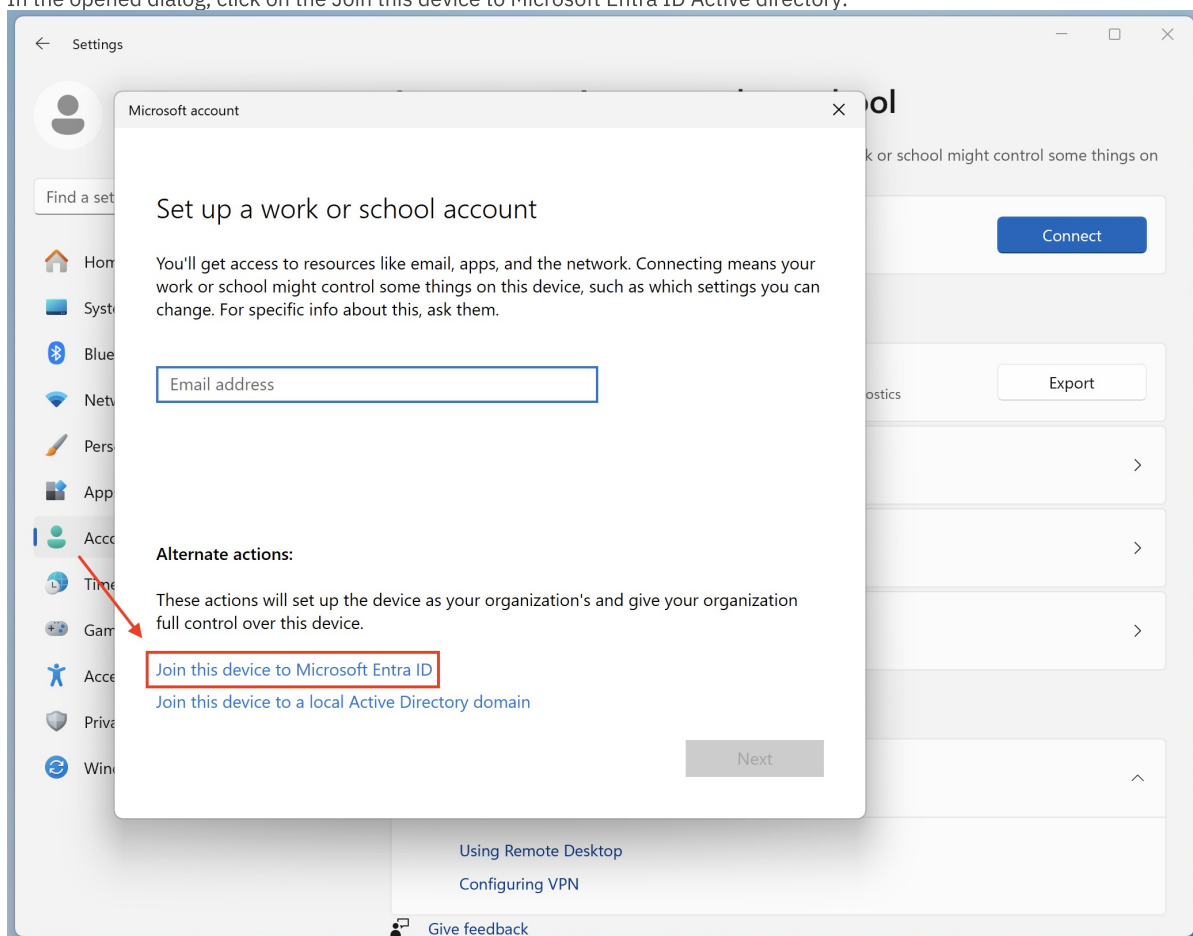 In the opened dialog, click on the Join this device to Microsoft Entra ID Active directory.
Settings
Microsoft account
ol
k or school might control some things on
Find a set
Set up a work or school account
Connect
You'll get access to resources like email, apps, and the network. Connecting means your
work or school might control some things on this device, such as which settings you can
change. For specific info about this, ask them.
Hom
Syst
Blue
Email address
Export
ostics
Netw
Pers
App
Acco
Alternate actions:
Time
These actions will set up the device as your organization's and give your organization
full control over this device.
Gam
Join this device to Microsoft Entra ID
Acce
Join this device to a local Active Directory domain
Priva
Next
Wind
Using Remote Desktop
Configuring VPN
Give feedback